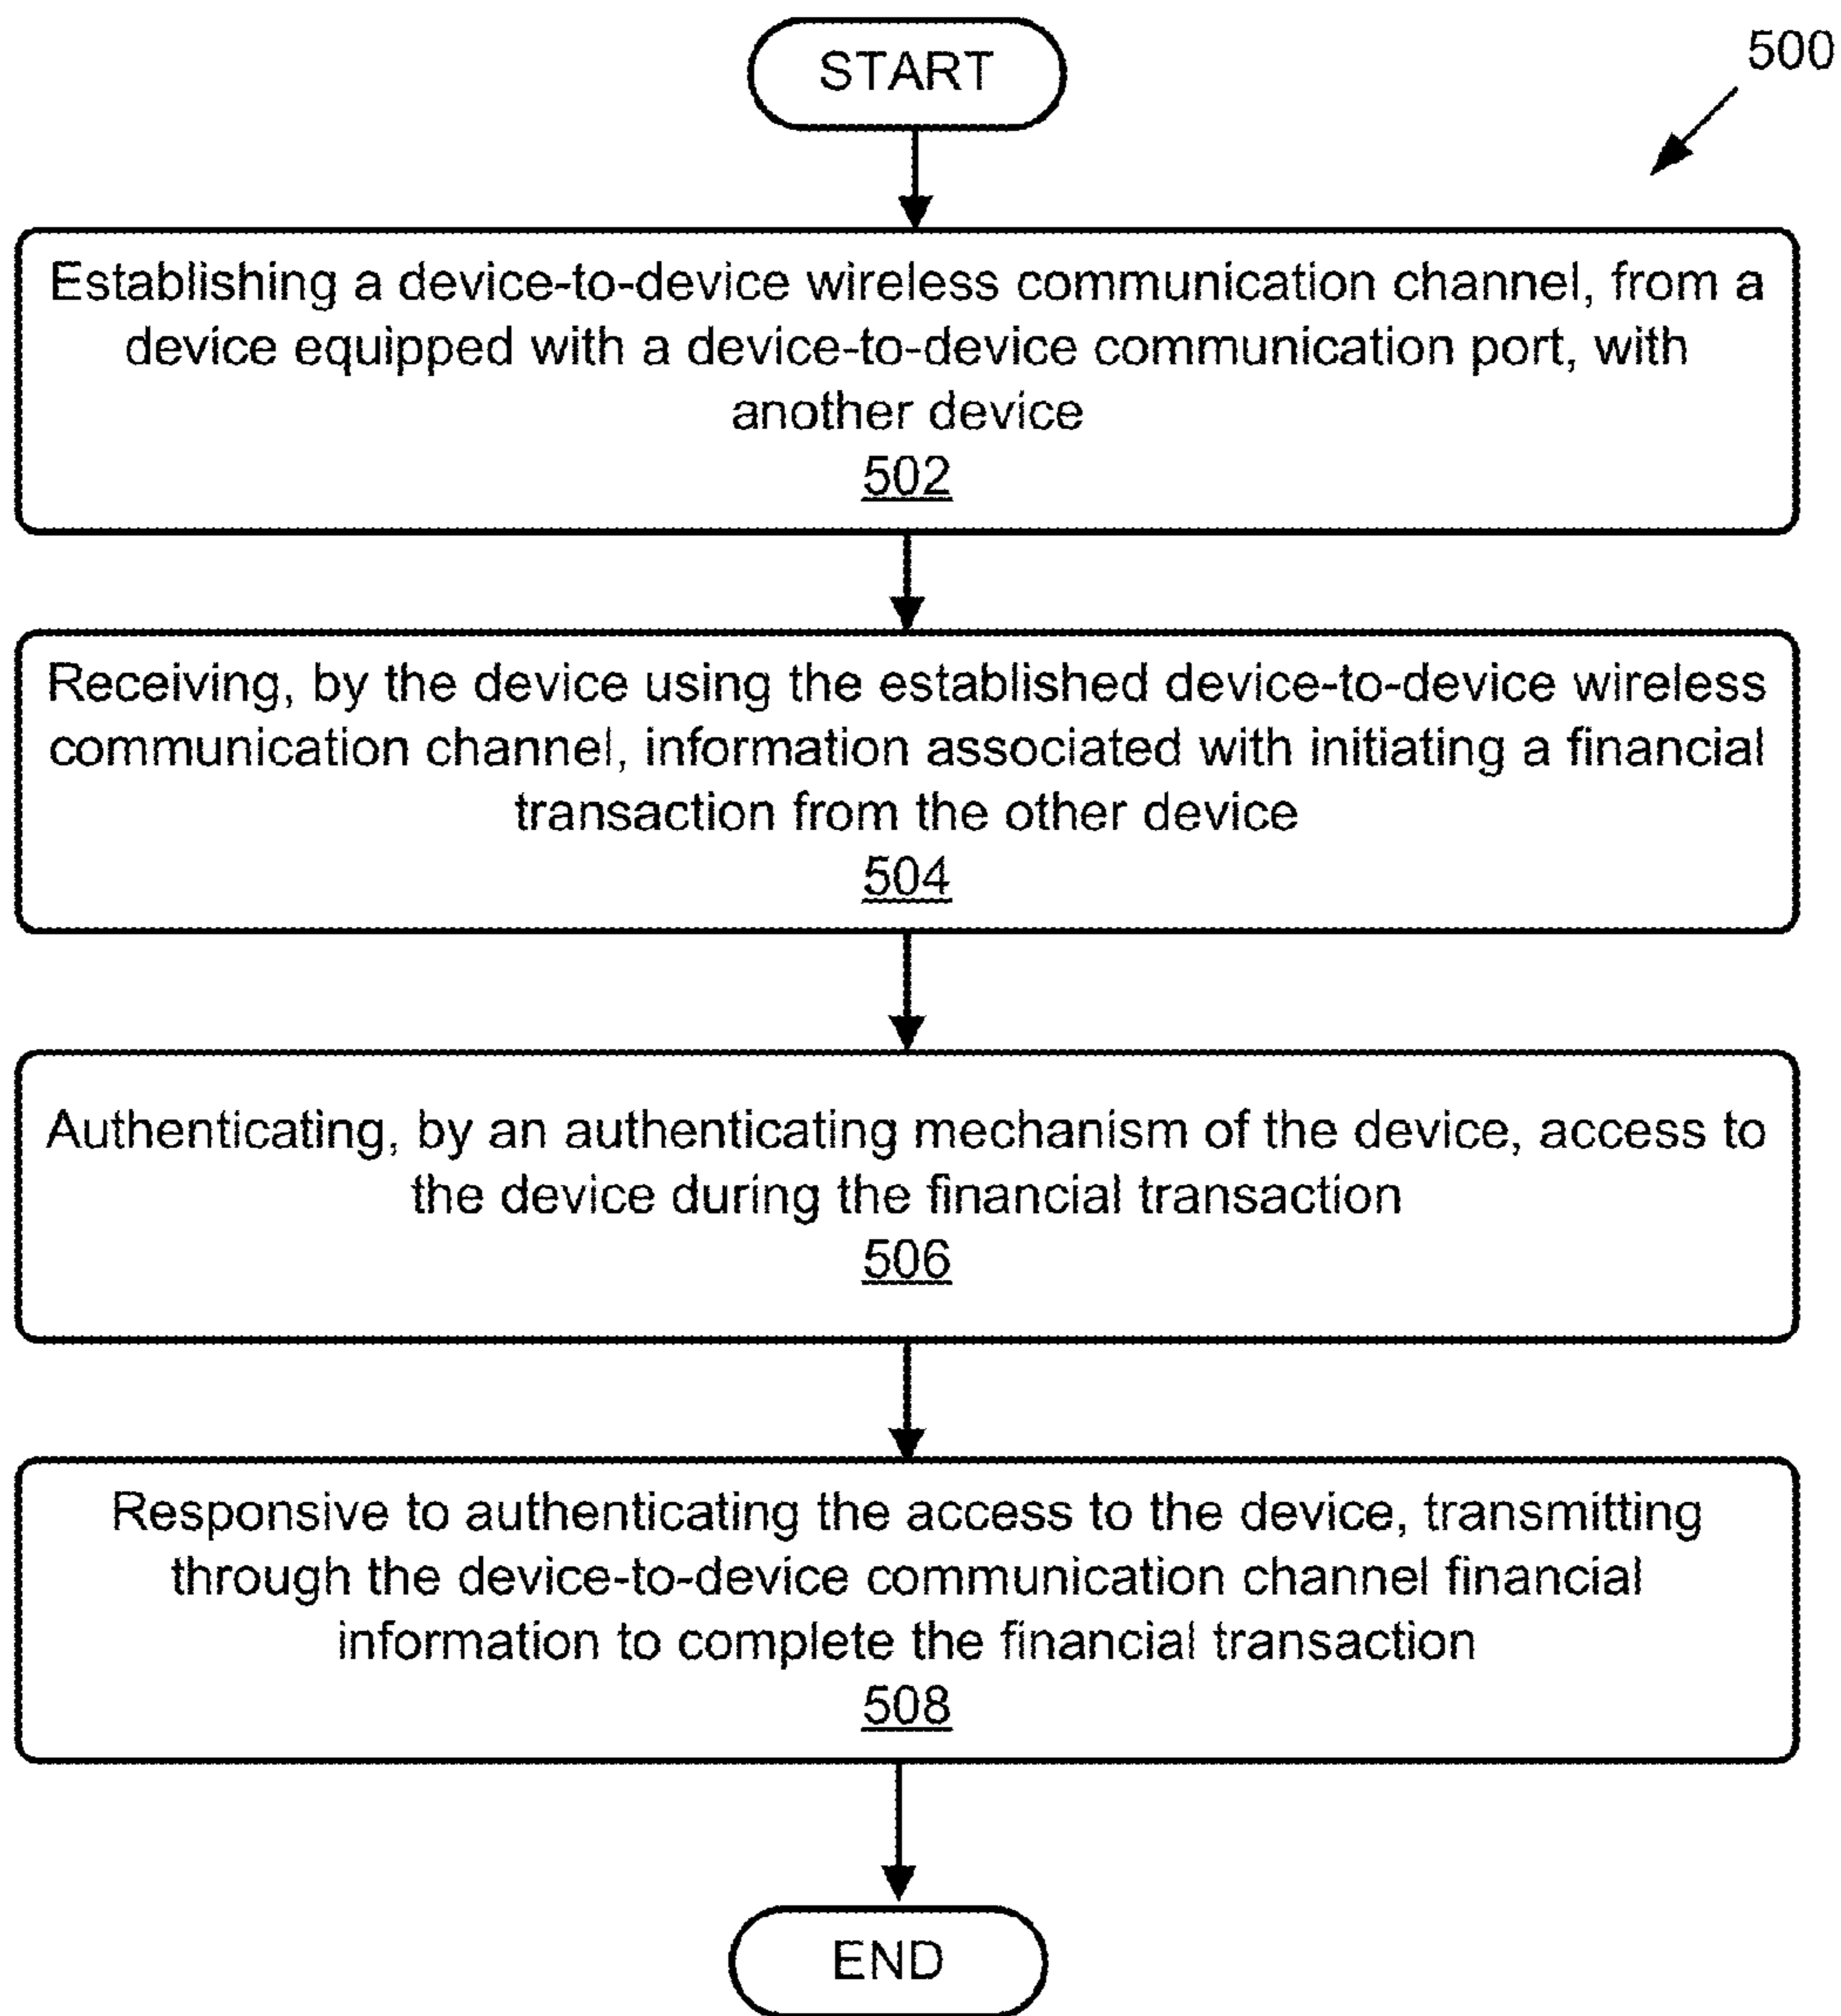 START
500
Establishing a device-to-device wireless communication channel, from a
device equipped with a device-to-device communication port, with
another device
502
Receiving, by the device using the established device-to-device wireless
communication channel, information associated with initiating a financial
transaction from the other device
504
Authenticating, by an authenticating mechanism of the device, access to
the device during the financial transaction
506
Responsive to authenticating the access to the device, transmitting
through the device-to-device communication channel financial
information to complete the financial transaction
508
END